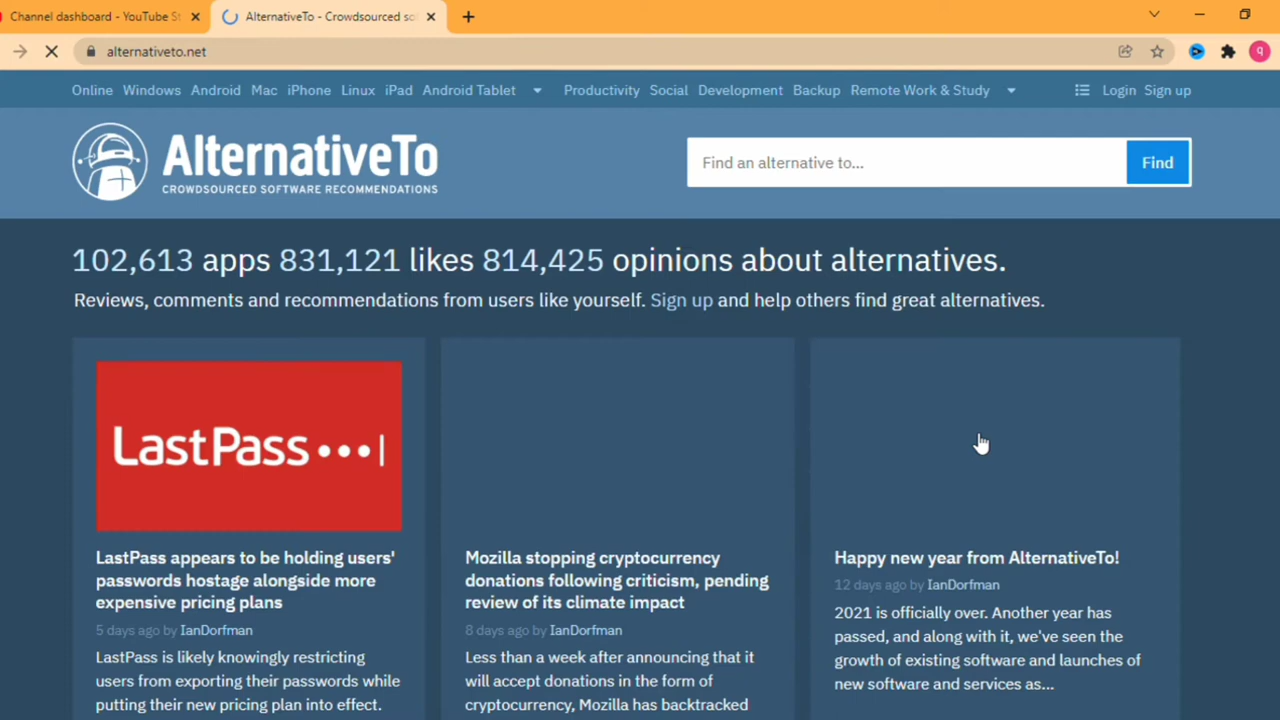 Channel dashboard - YouTube St
AlternativeTo - Crowdsourced so
alternativeto.net
q
Online Windows Android Mac iPhone Linux iPad Android Tablet Productivity Social Development Backup Remote Work & Study Login Sign up
AlternativeTo
CROWDSOURCED SOFTWARE RECOMMENDATIONS
Find an alternative to...
Find
102,613 apps 831,121 likes 814,425 opinions about alternatives.
Reviews, comments and recommendations from users like yourself. Sign up and help others find great alternatives.
LastPass
LastPass appears to be holding users'
passwords hostage alongside more
expensive pricing plans
5 days ago by IanDorfman
LastPass is likely knowingly restricting
users from exporting their passwords while
putting their new pricing plan into effect.
Mozilla stopping cryptocurrency
donations following criticism, pending
review of its climate impact
8 days ago by IanDorfman
Less than a week after announcing that it
will accept donations in the form of
cryptocurrency, Mozilla has backtracked
Happy new year from AlternativeTo!
12 days ago by IanDorfman
2021 is officially over. Another year has
passed, and along with it, we've seen the
growth of existing software and launches of
new software and services as...